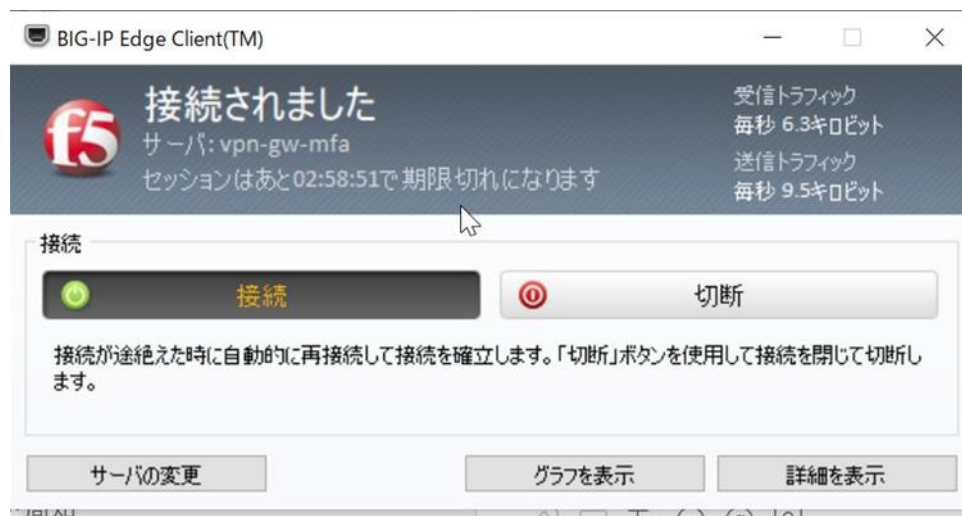 BIG-IP Edge Client(TM)
接続されました
サーバ: vpn-gw-mfa
セッションはあと02:58:51で期限切れになります
受信トラフィック
毎秒 6.3キロビット
送信トラフィック
毎秒 9.5キロビット
f5
接続
接続
切断
接続が途絶えた時に自動的に再接続して接続を確立します。「切断」ボタンを使用して接続を閉じて切断し
ます。
サーバの変更
グラフを表示
詳細を表示